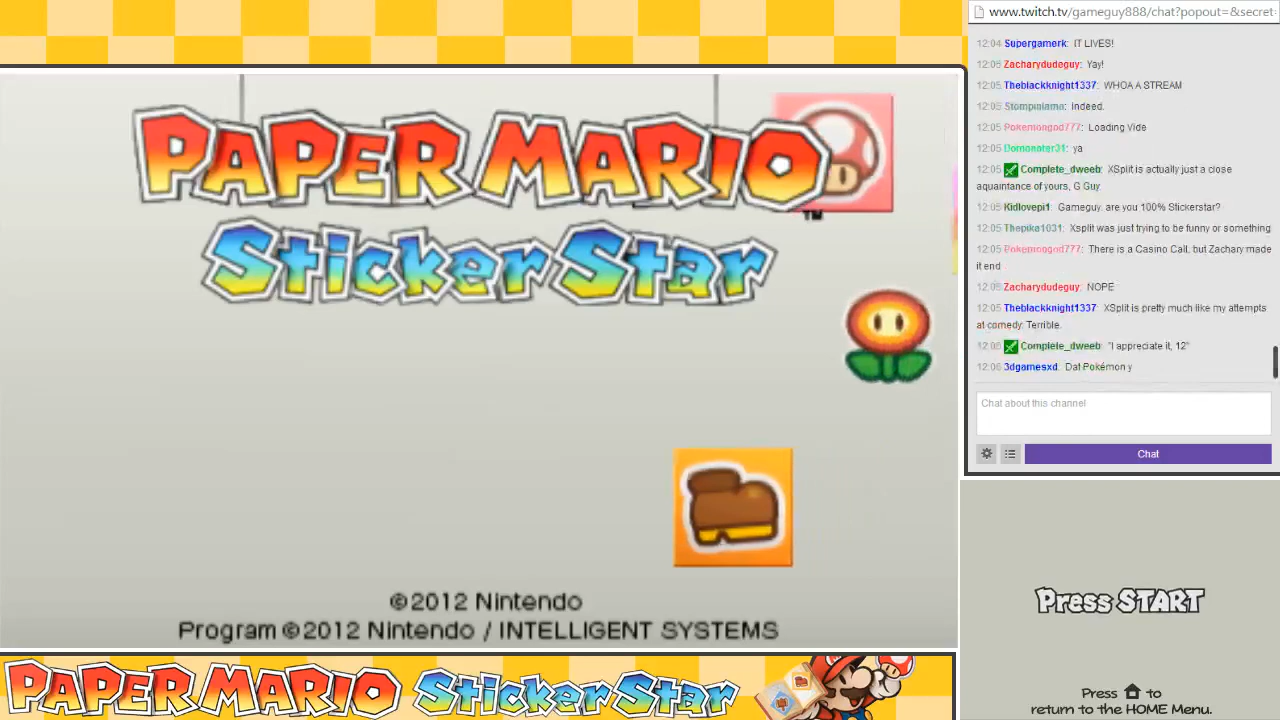 PAPER MARIO
TM
Sticker Star
©2012 Nintendo
Program ©2012 Nintendo / INTELLIGENT SYSTEMS
PAPER MARIO Sticker Star
www.twitch.tv/gameguy888/chat?popout=&secret=
12:04 Supergamerk: IT LIVES!
12:05 Zacharydudeguy: Yay!
12:05 Theblackknight1337: WHOA A STREAM
12:05 Stompinlama: Indeed.
12:05 Pokemongod777: Loading Vide
12:05 Domonater31: ya
12:05 Complete_dweeb: XSplit is actually just a close
aquaintance of yours, G Guy
12:05 Kidlovepi1: Gameguy, are you 100% Stickerstar?
12:05 Thepika1031: Xsplit was just trying to be funny or something
12:05 Pokemongod777: There is a Casino Call, but Zachary made
it end
12:05 Zacharydudeguy: NOPE
12:05 Theblackknight1337: XSplit is pretty much like my attempts
at comedy: Terrible.
12:06 Complete_dweeb: "I appreciate it, 12"
12:06 3dgamesxd: Dat Pokémon y
Chat about this channel
Chat
Press START
Press to
return to the HOME Menu.